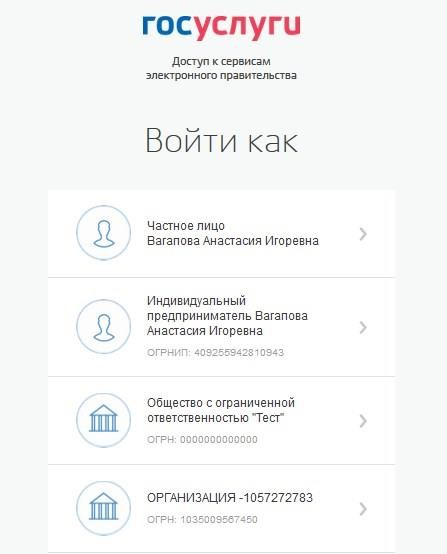 госуслуги
Доступ к сервисам
электронного правительства
Войти как
Частное лицо
Вагапова Анастасия Игоревна
Индивидуальный
предприниматель Вагапова
Анастасия Игоревна
ОГРНИП: 409255942810943
Общество с ограниченной
ответственностью "Тест"
ОГРН: 0000000000000
ОРГАНИЗАЦИЯ -1057272783
ОГРН: 1035009567450